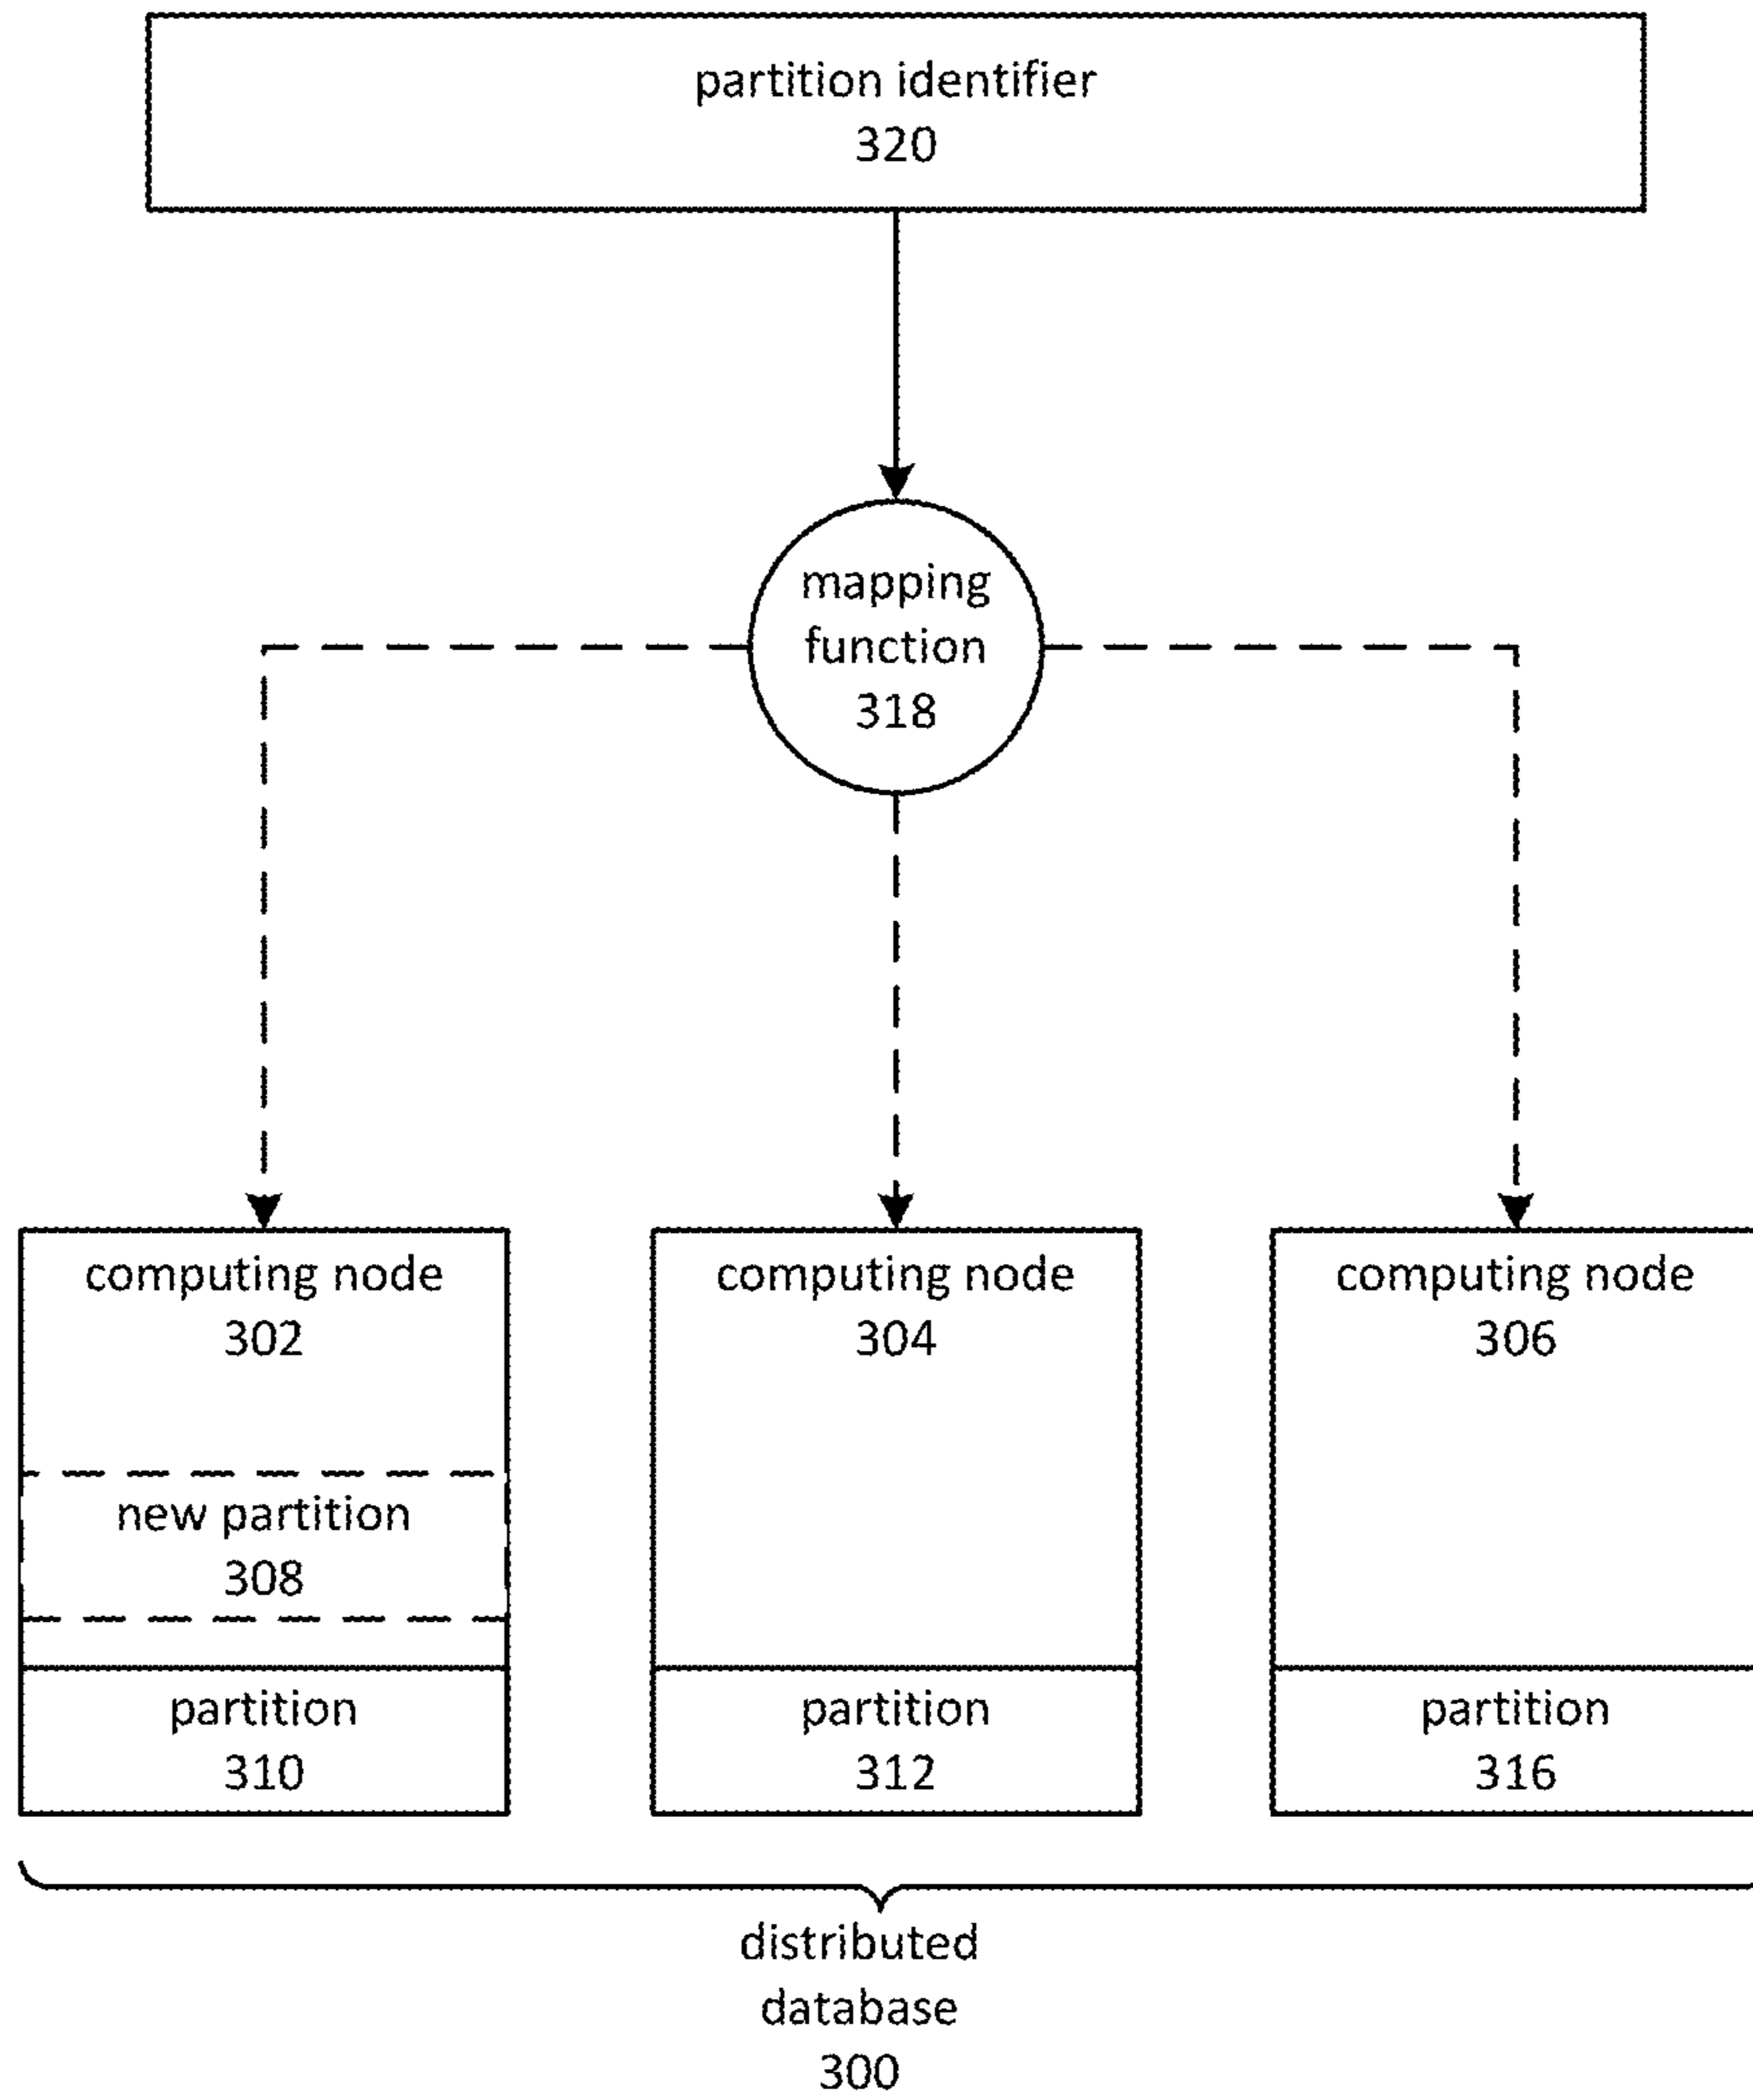 partition identifier
320
mapping
function
318
computing node
302
new partition
308
partition
310
computing node
304
partition
312
computing node
306
partition
316
distributed
database
300